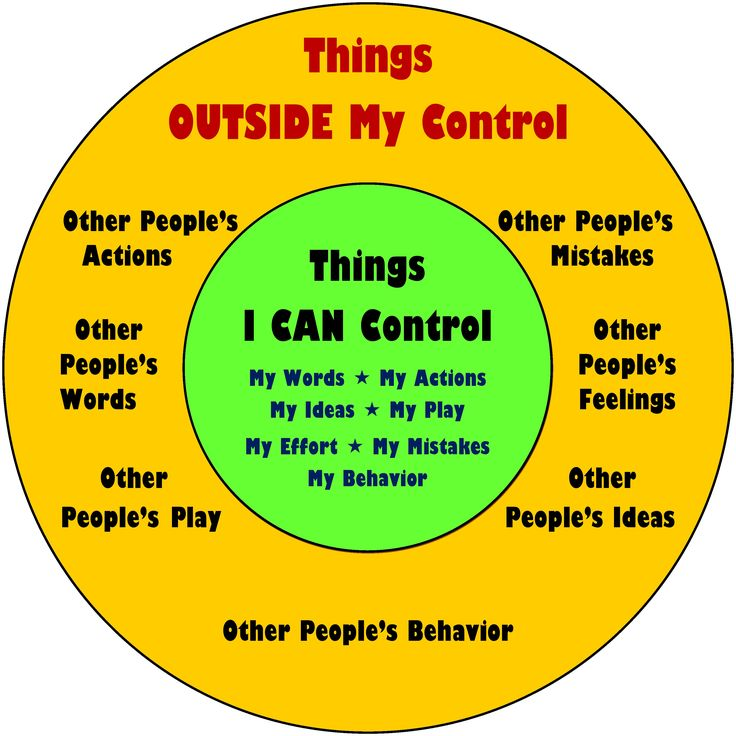 Things
OUTSIDE My Control
Other People's
Actions
Other
People's
Words
Other
People's Play
Things
I CAN Control
My Words ★ My Actions
My Ideas ★ My Play
My Effort ★ My Mistakes
My Behavior
Other People's
Mistakes
Other
People's
Feelings
Other
People's Ideas
Other People's Behavior